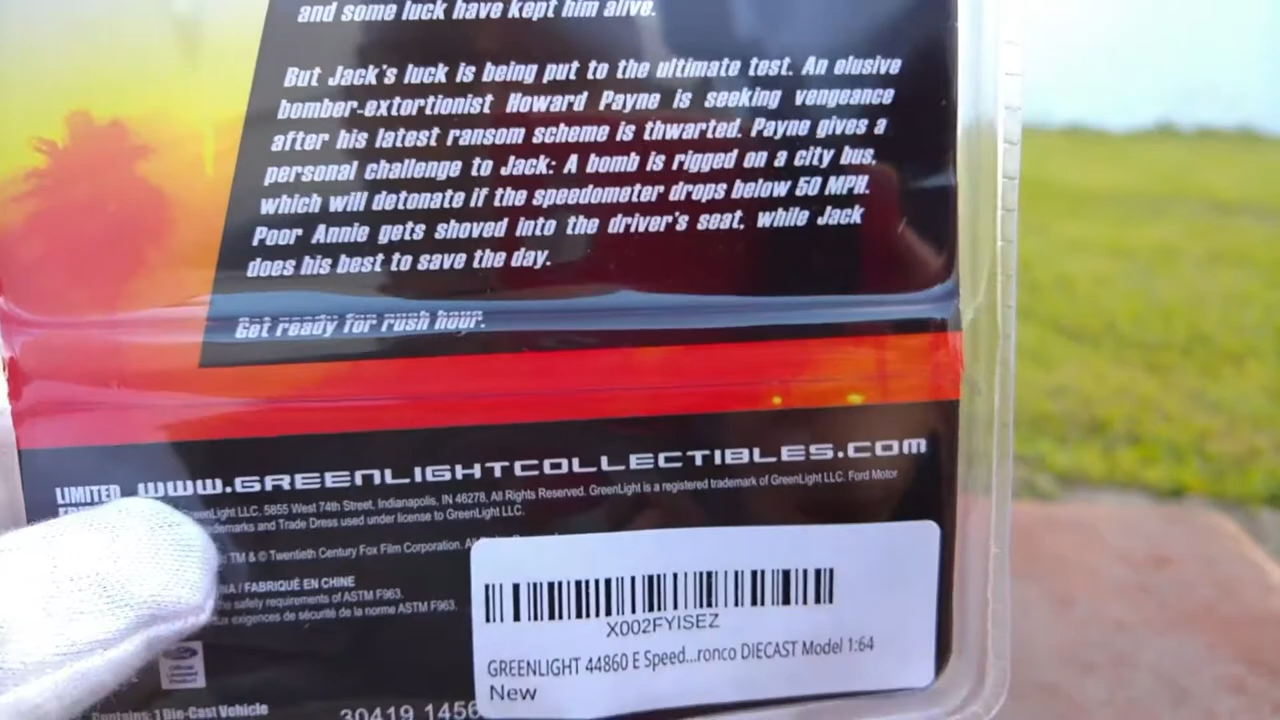 and some luck have kept him alive.
But Jack's luck is being put to the ultimate test. An elusive
bomber-extortionist Howard Payne is seeking vengeance
after his latest ransom scheme is thwarted. Payne gives a
personal challenge to Jack: A bomb is rigged on a city bus,
which will detonate if the speedometer drops below 50 MPH.
Poor Annie gets shoved into the driver's seat, while Jack
does his best to save the day.
Get ready for rush hour.
LIMITED
www.GREENLIGHTCOLLECTIBLES.COM
GreenLight LLC. 5855 West 74th Street, Indianapolis, IN 46278, All Rights Reserved. GreenLight is a registered trademark of GreenLight LLC. Ford Motor
and Trade Dress used under license to GreenLight LLC.
TM & © Twentieth Century Fox Film Corporation.
/ FABRIQUÉ EN CHINE
safety requirements of ASTM F963.
exigences de sécurité de la norme ASTM F963.
Official
Licensed
Product
Contains: 1 Die-Cast Vehicle
30419 1456
X002FYISEZ
GREENLIGHT 44860 E Speed...ronco DIECAST Model 1:64
New